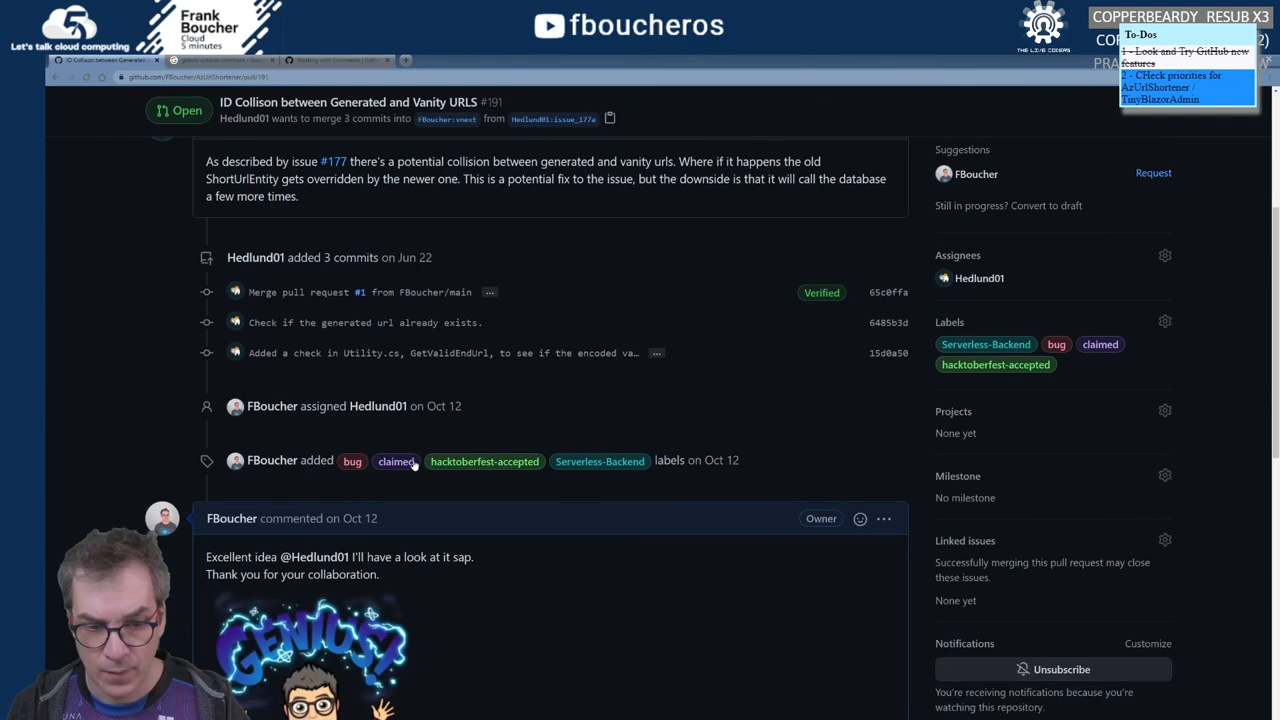 Let's talk cloud computing
Frank
Boucher
Cloud
5 minutes
fboucheros
THE LIVE CODERS
COPPERBEARDY RESUB X3
To-Dos
1 - Look and Try GitHub new
features
2 - CHeck priorities for
AzUrlShortener /
TinyBlazorAdmin
ID Collison between Generated and
github.com/FBoucher/AzUrlShortener/pull/191
Open
ID Collison between Generated and Vanity URLS #191
Hedlund01 wants to merge 3 commits into FBoucher:vnext from Hedlund01:issue_177a
As described by issue #177 there's a potential collision between generated and vanity urls. Where if it happens the old
ShortUrlEntity gets overridden by the newer one. This is a potential fix to the issue, but the downside is that it will call the database
a few more times.
Hedlund01 added 3 commits on Jun 22
Merge pull request #1 from FBoucher/main ...
Verified
65c0ffa
Check if the generated url already exists.
6485b3d
Added a check in Utility.cs, GetValidEndUrl, to see if the encoded va… ...
15d0a50
FBoucher assigned Hedlund01 on Oct 12
FBoucher added bug claimed hacktoberfest-accepted Serverless-Backend labels on Oct 12
FBoucher commented on Oct 12
Owner
Excellent idea @Hedlund01 I'll have a look at it sap.
Thank you for your collaboration.
GENIUS!
Suggestions
FBoucher
Request
Still in progress? Convert to draft
Assignees
Hedlund01
Labels
Serverless-Backend bug claimed
hacktoberfest-accepted
Projects
None yet
Milestone
No milestone
Linked issues
Successfully merging this pull request may close
these issues.
None yet
Notifications
Customize
Unsubscribe
You're receiving notifications because you're
watching this repository.